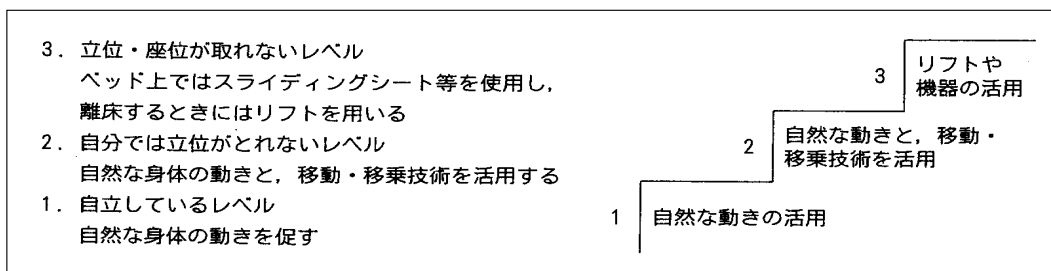 3．立位・座位が取れないレベル
ベッド上ではスライディングシート等を使用し，
離床するときにはリフトを用いる
2．自分では立位がとれないレベル
自然な身体の動きと，移動・移乗技術を活用する
1．自立しているレベル
自然な身体の動きを促す
3
リフトや
機器の活用
2
自然な動きと，移動・
移乗技術を活用
1
自然な動きの活用